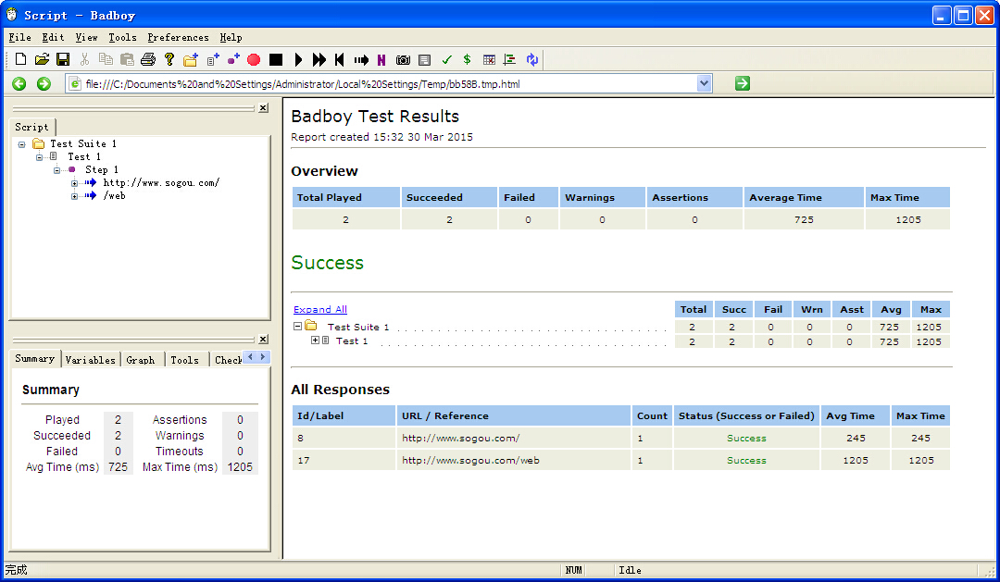 Script - Badboy
File Edit View Tools Preferences Help
file:///C:/Documents%20and%20Settings/Administrator/Local%20Settings/Temp/bb58B.tmp.html
Script
Test Suite 1
Test 1
Step 1
http://www.sogou.com/
/web
Summary Variables Graph Tools Check
Summary
Played 2 Assertions 0
Succeeded 2 Warnings 0
Failed 0 Timeouts 0
Avg Time (ms) 725 Max Time (ms) 1205
Badboy Test Results
Report created 15:32 30 Mar 2015
Overview
Total Played Succeeded Failed Warnings Assertions Average Time Max Time
2 2 0 0 0 725 1205
Success
Expand All Total Succ Fail Wrn Asst Avg Max
Test Suite 1 2 2 0 0 0 725 1205
Test 1 2 2 0 0 0 725 1205
All Responses
Id/Label URL / Reference Count Status (Success or Failed) Avg Time Max Time
8 http://www.sogou.com/ 1 Success 245 245
17 http://www.sogou.com/web 1 Success 1205 1205
完成 NUM Idle